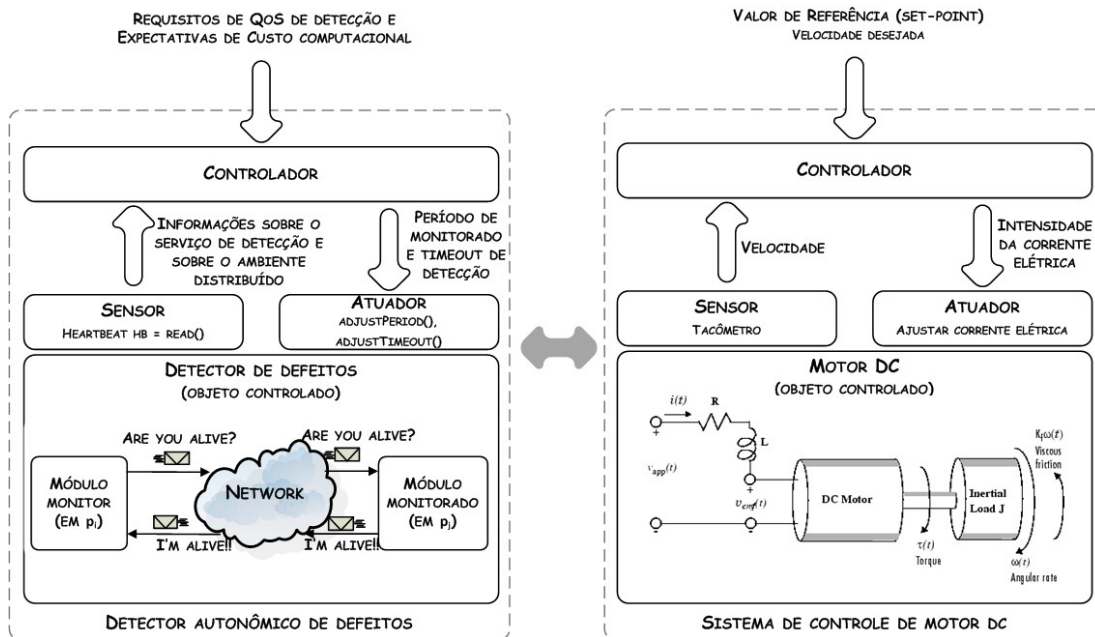 Requisitos de QoS de detecção e
Expectativas de Custo computacional
Controlador
Informações sobre o
serviço de detecção e
sobre o ambiente
distribuído
Período de
monitorado
e timeout de
detecção
Sensor
Heartbeat hb = read()
Atuador
adjustPeriod(),
adjustTimeout()
Detector de defeitos
(objeto controlado)
Are you alive?
Are you alive?
Módulo
monitor
(em pi)
Network
Módulo
monitorado
(em pj)
I'm alive!!
I'm alive!!
Detector autonômico de defeitos
Valor de Referência (set-point)
Velocidade desejada
Controlador
Velocidade
Intensidade
da corrente
elétrica
Sensor
Tacômetro
Atuador
Ajustar corrente elétrica
Motor DC
(objeto controlado)
i(t)
R
L
+
vapp(t)
+
vemf(t)
DC Motor
Inertial
Load J
Kfω(t)
Viscous
friction
τ(t)
Torque
ω(t)
Angular rate
Sistema de controle de motor DC